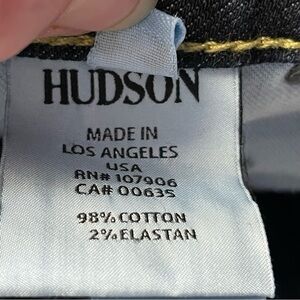 HUDSON
MADE IN
LOS ANGELES
USA
RN# 107906
CA# 00635
98% COTTON
2% ELASTAN